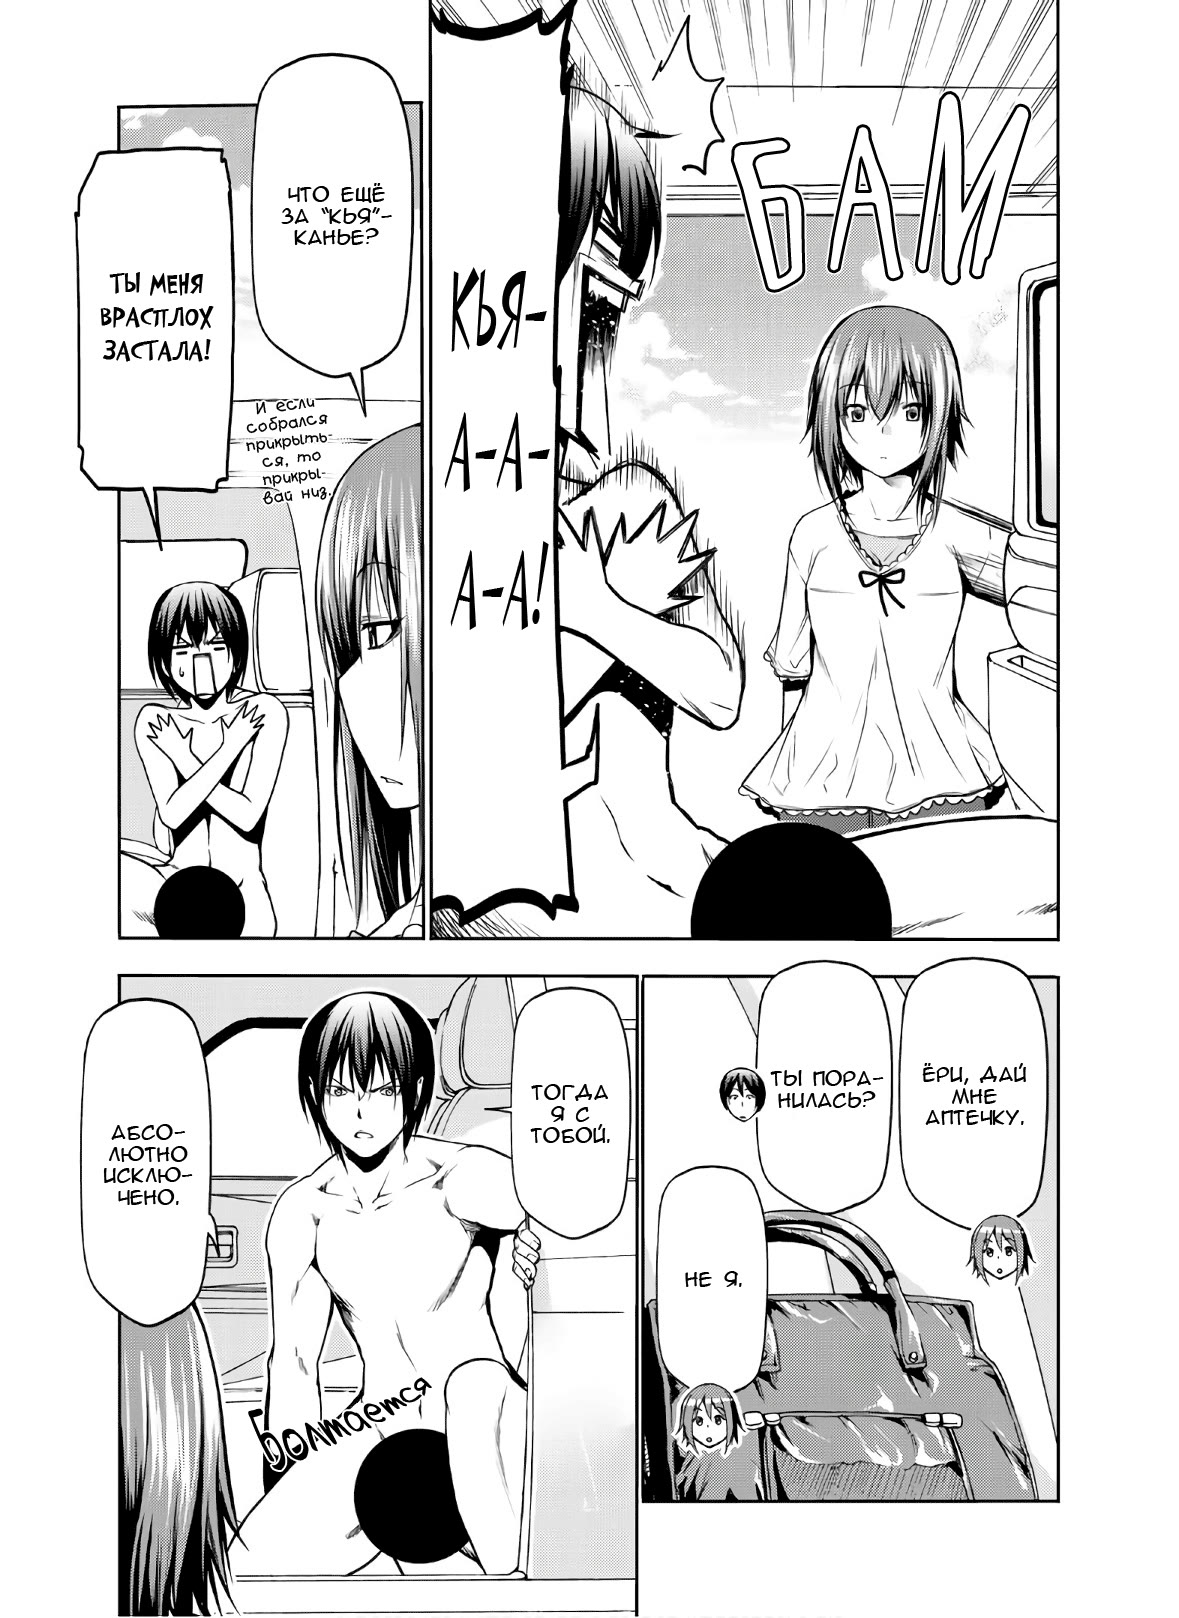 БАМ
КЬЯ-
А-А-
А-А!
ЧТО ЕЩЁ
ЗА "КЬЯ"-
КАНЬЕ?
И если
собрался
прикрыть-
ся, то
прикры-
вай низ.
ТЫ МЕНЯ
ВРАСПЛОХ
ЗАСТАЛА!
ЁРИ, ДАЙ
МНЕ
АПТЕЧКУ.
ТЫ ПОРА-
НИЛАСЬ?
НЕ Я.
ТОГДА
Я С
ТОБОЙ.
Болтается
АБСО-
ЛЮТНО
ИСКЛЮ-
ЧЕНО.